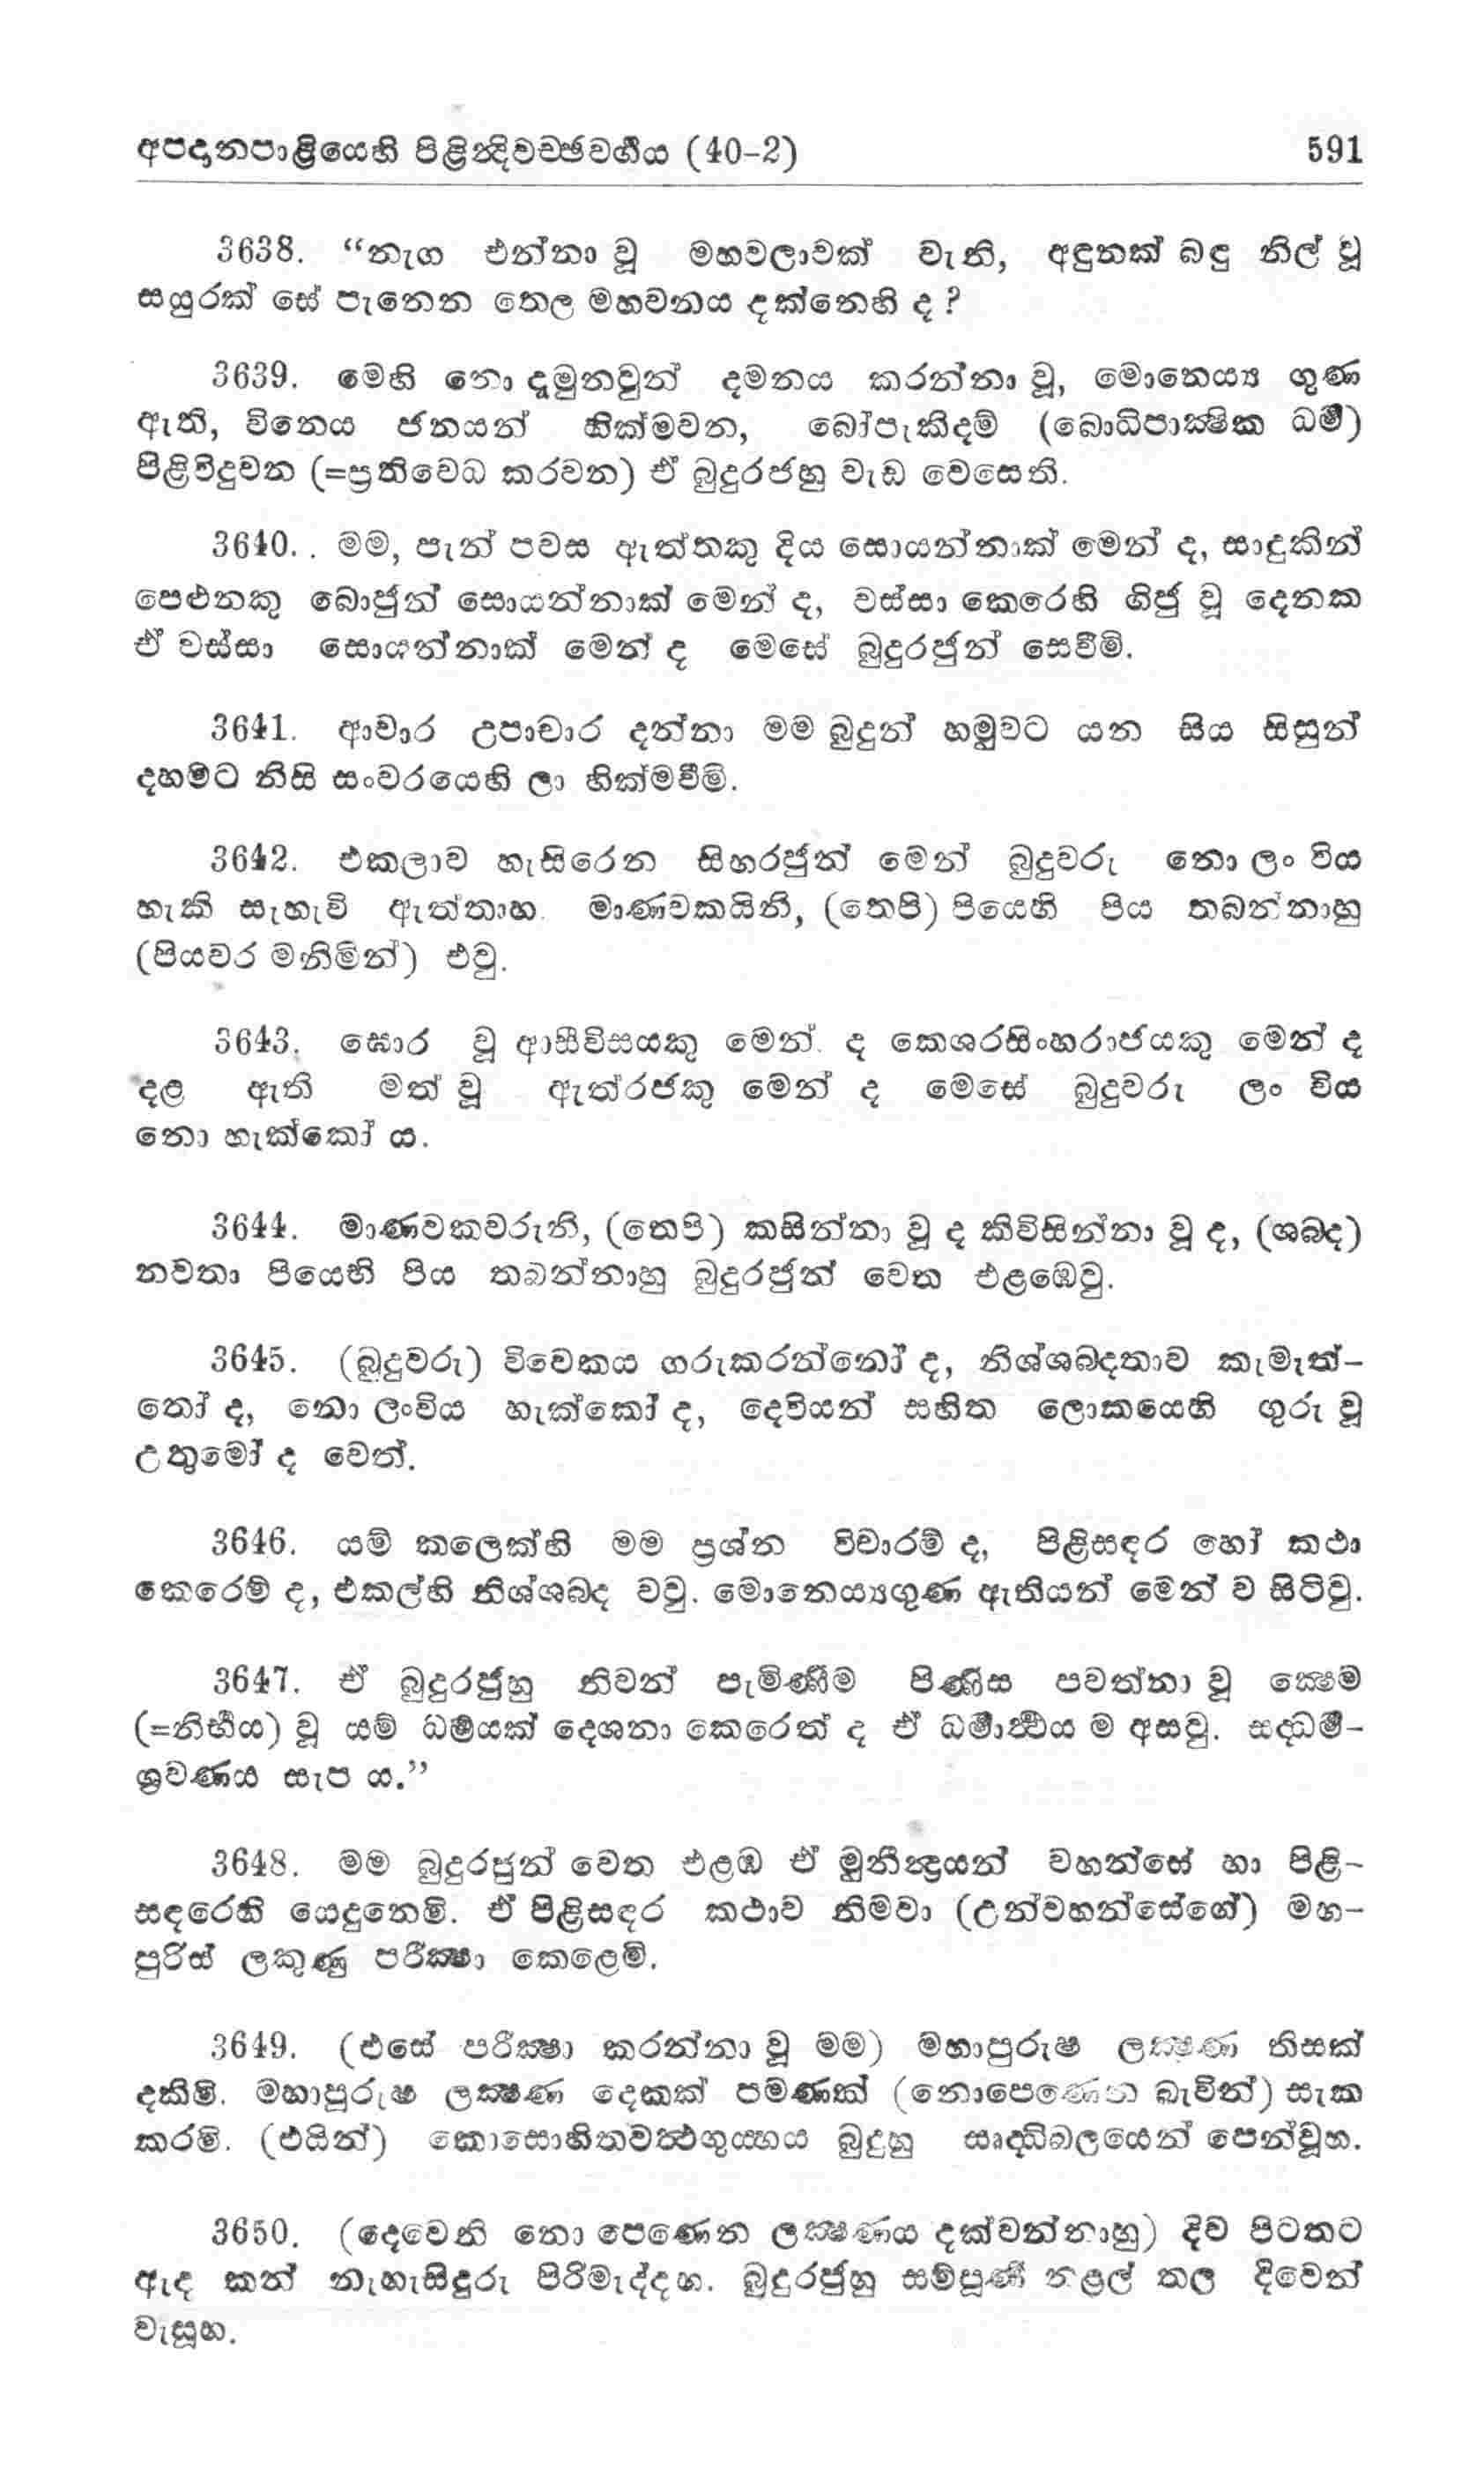 අපදානපාළියෙහි පිළින්‍දිවච්ඡවර්‍ගය (40-2) 591
3638. “නැග එන්නා වූ මහවලාවක් වැනි, අඳුනක් බඳු නිල් වූ
සයුරක් සේ පැනෙන තෙල මහවනය දක්නෙහි ද ?
3639. මෙහි නො දැමුනවුන් දමනය කරන්නා වූ, මොනෙය්‍ය ගුණ
ඇති, විනෙය ජනයන් හික්මවන, බෝපැකිදම් (බොධිපාක්‍ෂික ධර්‍ම)
පිළිවිදුවන (=ප්‍රතිවෙධ කරවන) ඒ බුදුරජහු වැඩ වෙසෙති.
3640. මම, පැන් පවස ඇත්තකු දිය සොයන්නාක් මෙන් ද, සාදුකින්
පෙළුනකු බොජුන් සොයන්නාක් මෙන් ද, වස්සා කෙරෙහි ගිජු වූ දෙනක
ඒ වස්සා සොයන්නාක් මෙන් ද මෙසේ බුදුරජුන් සෙවීමි.
3641. ආචාර උපාචාර දන්නා මම බුදුන් හමුවට යන සිය සිසුන්
දහමට නිසි සංවරයෙහි ලා හික්මවීමි.
3642. එකලාව හැසිරෙන සිහරජුන් මෙන් බුදුවරු නො ලං විය
හැකි සැහැවි ඇත්තාහ. මාණවකයිනි, (තෙපි) පියෙහි පිය තබන්නාහු
(පියවර මනිමින්) එවු.
3643. ඝොර වූ ආසීවිසයකු මෙන් ද කෙශරසිංහරාජයකු මෙන් ද
දළ ඇති මත් වූ ඇත්රජකු මෙන් ද මෙසේ බුදුවරු ලං විය
නො හැක්කෝ ය.
3644. මාණවකවරුනි, (තෙපි) කසින්නා වූ ද කිවිසින්නා වූ ද, (ශබ්ද)
නවතා පියෙහි පිය තබන්නාහු බුදුරජුන් වෙත එළඹෙවු.
3645. (බුදුවරු) විවෙකය ගරුකරන්නෝ ද, නිශ්ශබ්දතාව කැමැත්-
තෝ ද, නො ලංවිය හැක්කෝ ද, දෙවියන් සහිත ලොකයෙහි ගුරු වූ
උතුමෝ ද වෙත්.
3646. යම් කලෙක්හි මම ප්‍රශ්න විචාරම් ද, පිළිසඳර හෝ කථා
කෙරෙම් ද, එකල්හි නිශ්ශබ්ද වවු. මොනෙය්‍යගුණ ඇතියන් මෙන් ව සිටිවු.
3647. ඒ බුදුරජුහු නිවන් පැමිණීම පිණිස පවත්නා වූ ක්‍ෂෙම
(=නිර්‍භය) වූ යම් ධර්‍මයක් දෙශනා කෙරෙත් ද ඒ ධර්‍මාර්‍ථය ම අසවු. සද්ධර්‍ම-
ශ්‍රවණය සැප ය.”
3648. මම බුදුරජුන් වෙත එළඹ ඒ මුනීන්‍ද්‍රයන් වහන්සේ හා පිළි-
සඳරෙහි යෙදුනෙමි. ඒ පිළිසඳර කථාව නිමවා (උන්වහන්සේගේ) මහ-
පුරිස් ලකුණු පරීක්‍ෂා කෙළෙමි.
3649. (එසේ පරීක්‍ෂා කරන්නා වූ මම) මහාපුරුෂ ලක්‍ෂණ තිසක්
දකිමි. මහාපුරුෂ ලක්‍ෂණ දෙකක් පමණක් (නොපෙණෙන බැවින්) සැක
කරමි. (එයින්) කොසොහිතවත්‍ථගුය්හය බුදුහු ඍද්ධිබලයෙන් පෙන්වූහ.
3650. (දෙවෙනි නො පෙණෙන ලක්‍ෂණය දක්වන්නාහු) දිව පිටතට
ඇද කන් නැහැසිදුරු පිරිමැද්දහ. බුදුරජුහු සම්පූර්‍ණ නළල් තල දිවෙන්
වැසූහ.